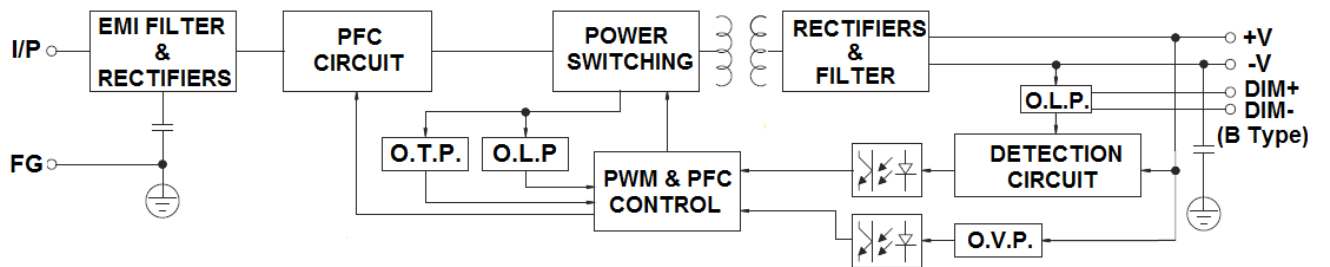 I/P
EMI FILTER
&
RECTIFIERS
PFC
CIRCUIT
POWER
SWITCHING
RECTIFIERS
&
FILTER
+V
-V
DIM+
DIM-
(B Type)
O.L.P.
O.T.P.
O.L.P
FG
PWM & PFC
CONTROL
DETECTION
CIRCUIT
O.V.P.